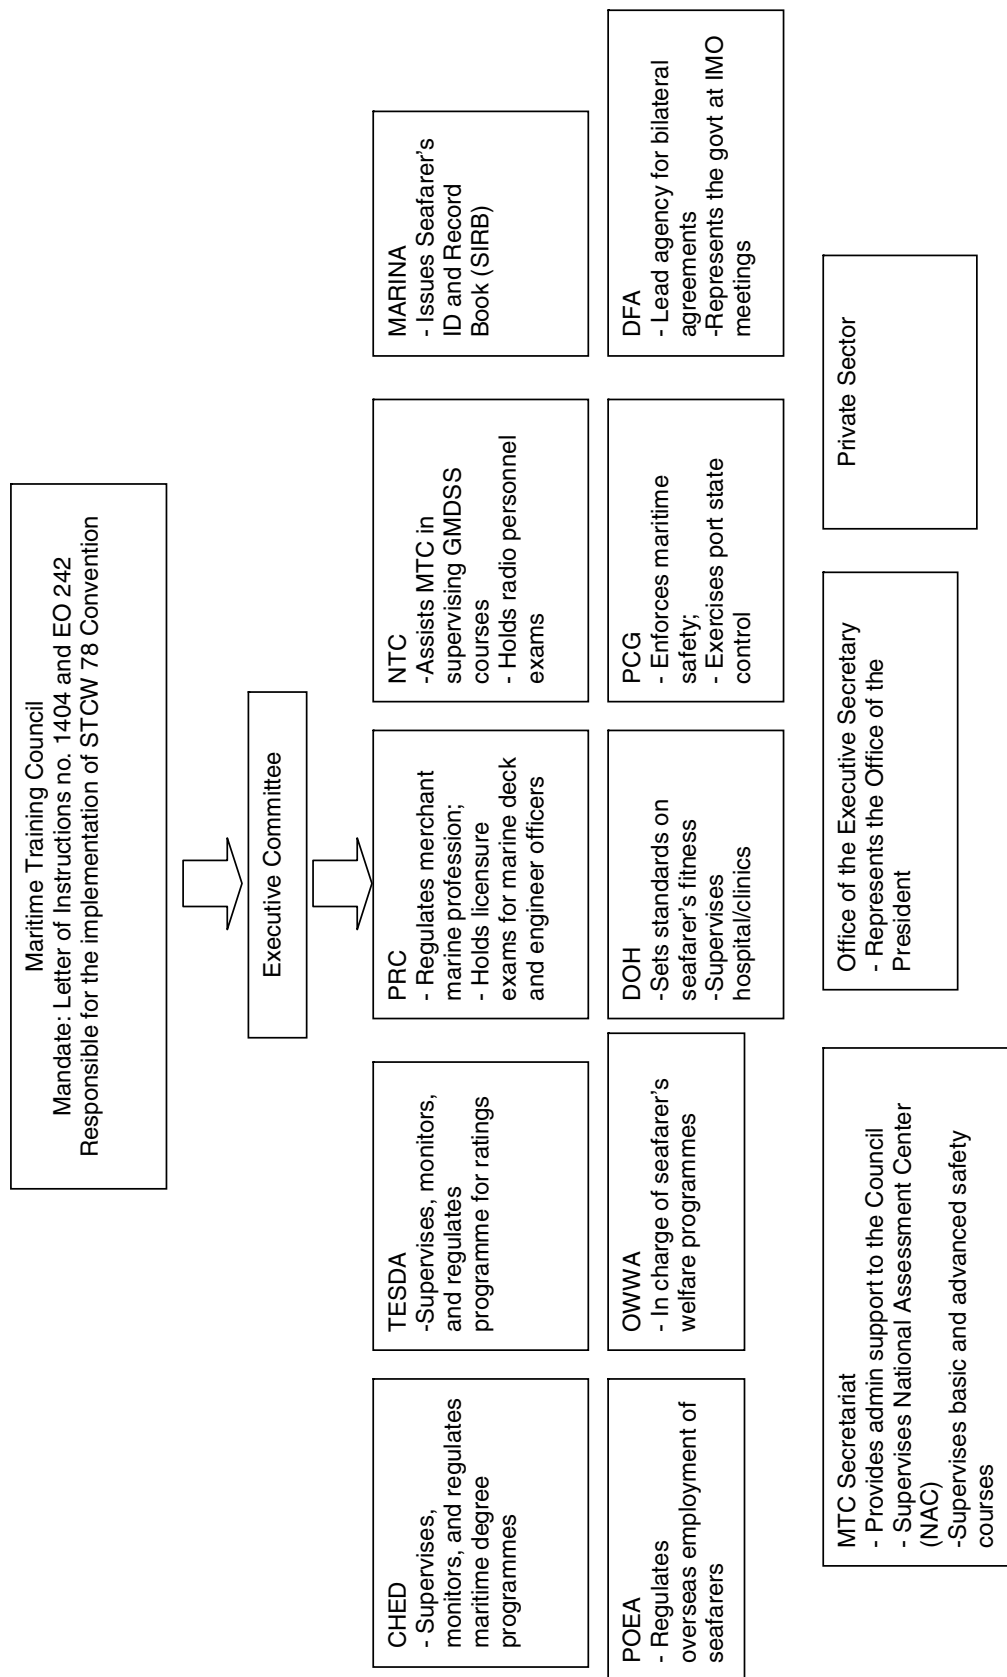 Maritime Training Council
Mandate: Letter of Instructions no. 1404 and EO 242
Responsible for the implementation of STCW 78 Convention
Executive Committee
CHED
- Supervises,
monitors, and regulates
maritime degree
programmes
TESDA
-Supervises, monitors,
and regulates
programme for ratings
PRC
- Regulates merchant
marine profession;
- Holds licensure
exams for marine deck
and engineer officers
NTC
-Assists MTC in
supervising GMDSS
courses
- Holds radio personnel
exams
MARINA
- Issues Seafarer's
ID and Record
Book (SIRB)
POEA
- Regulates
overseas employment of
seafarers
OWWA
- In charge of seafarer's
welfare programmes
DOH
-Sets standards on
seafarer's fitness
-Supervises
hospital/clinics
PCG
- Enforces maritime
safety;
- Exercises port state
control
DFA
- Lead agency for bilateral
agreements
-Represents the govt at IMO
meetings
MTC Secretariat
- Provides admin support to the Council
- Supervises National Assessment Center
(NAC)
-Supervises basic and advanced safety
courses
Office of the Executive Secretary
- Represents the Office of the
President
Private Sector